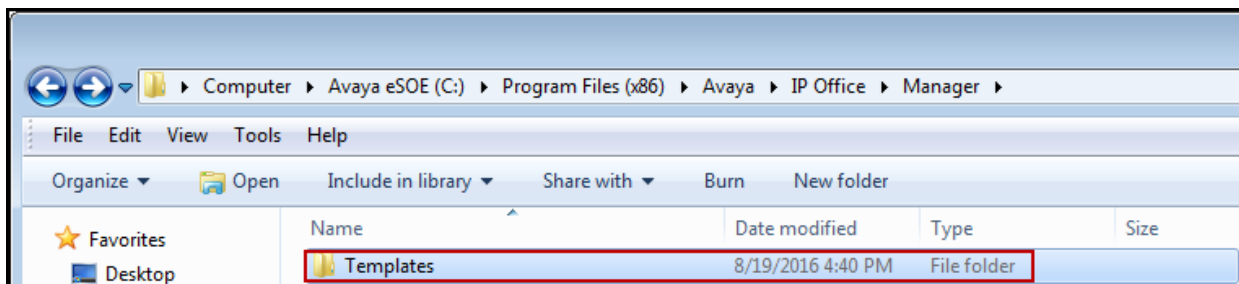 Computer ▸ Avaya eSOE (C:) ▸ Program Files (x86) ▸ Avaya ▸ IP Office ▸ Manager ▸
File Edit View Tools Help
Organize ▾ Open Include in library ▾ Share with ▾ Burn New folder
Favorites Name Date modified Type Size
Desktop Templates 8/19/2016 4:40 PM File folder